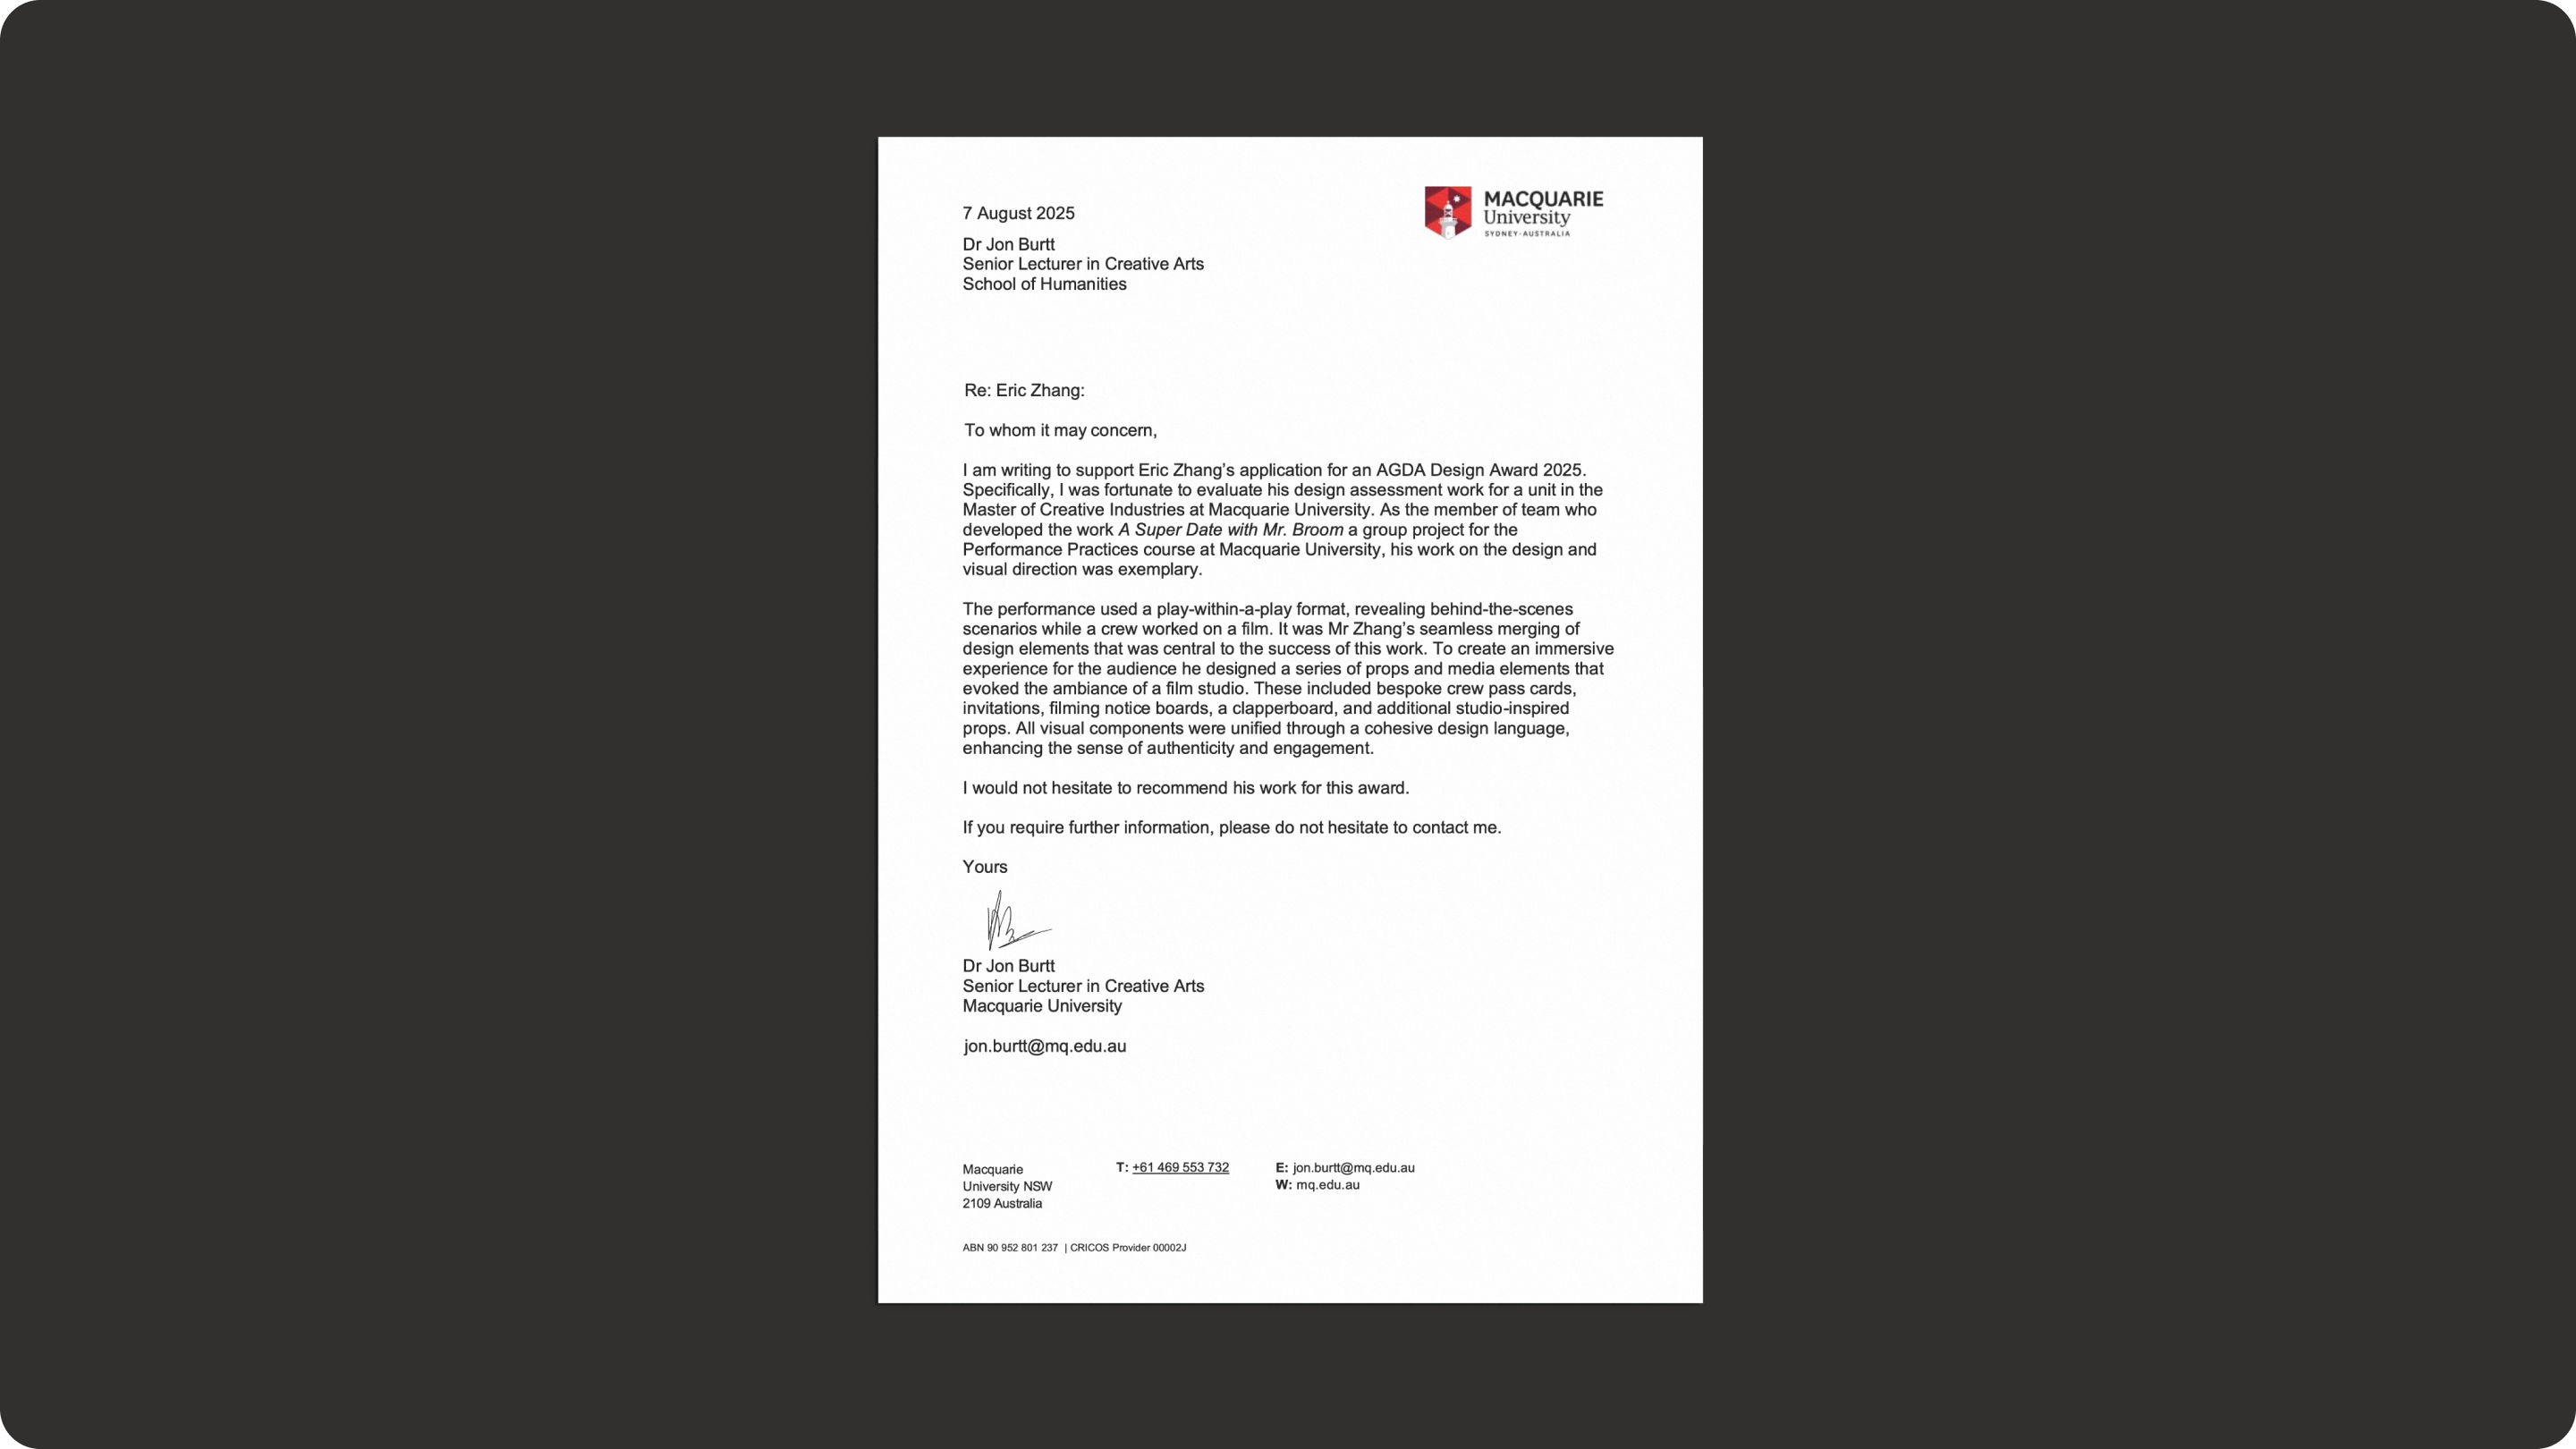 7 August 2025
MACQUARIE
University
SYDNEY·AUSTRALIA
Dr Jon Burtt
Senior Lecturer in Creative Arts
School of Humanities
Re: Eric Zhang:
To whom it may concern,
I am writing to support Eric Zhang’s application for an AGDA Design Award 2025.
Specifically, I was fortunate to evaluate his design assessment work for a unit in the
Master of Creative Industries at Macquarie University. As the member of team who
developed the work A Super Date with Mr. Broom a group project for the
Performance Practices course at Macquarie University, his work on the design and
visual direction was exemplary.
The performance used a play-within-a-play format, revealing behind-the-scenes
scenarios while a crew worked on a film. It was Mr Zhang’s seamless merging of
design elements that was central to the success of this work. To create an immersive
experience for the audience he designed a series of props and media elements that
evoked the ambiance of a film studio. These included bespoke crew pass cards,
invitations, filming notice boards, a clapperboard, and additional studio-inspired
props. All visual components were unified through a cohesive design language,
enhancing the sense of authenticity and engagement.
I would not hesitate to recommend his work for this award.
If you require further information, please do not hesitate to contact me.
Yours
Dr Jon Burtt
Senior Lecturer in Creative Arts
Macquarie University
jon.burtt@mq.edu.au
Macquarie
University NSW
2109 Australia
T: +61 469 553 732
E: jon.burtt@mq.edu.au
W: mq.edu.au
ABN 90 952 801 237 | CRICOS Provider 00002J